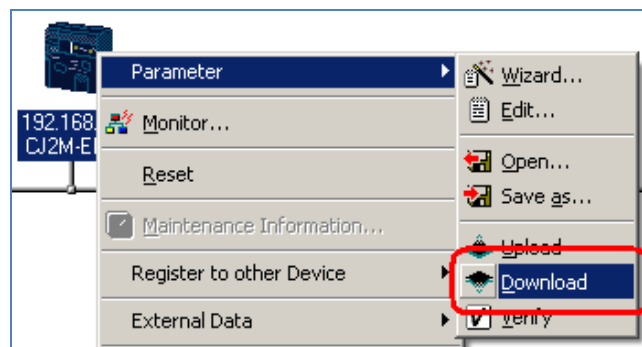 Parameter
Wizard...
Edit...
192.168.
CJ2M-E
Monitor...
Open...
Save as...
Reset
Maintenance Information...
Upload
Register to other Device
Download
External Data
Verify